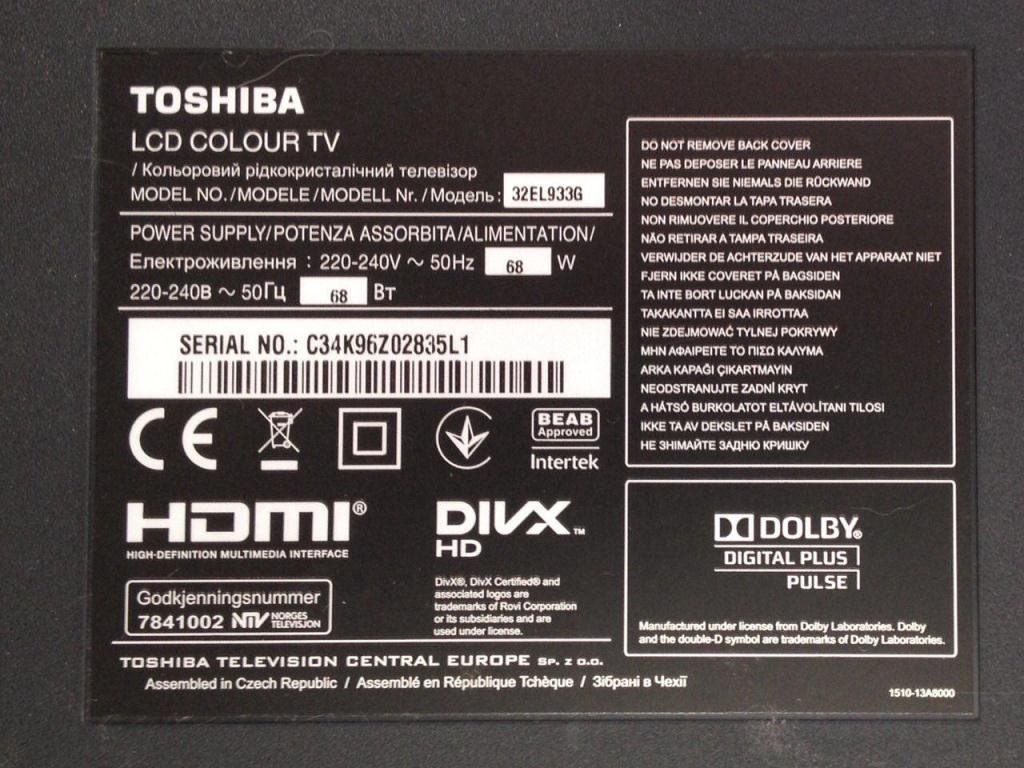 TOSHIBA
LCD COLOUR TV
/ Кольоровий рідкокристалічний телевізор
MODEL NO./MODELE/MODELL Nr./Модель: 32EL933G
POWER SUPPLY/POTENZA ASSORBITA/ALIMENTATION/
Електроживлення : 220-240V ~ 50Hz 68 W
220-240В ~ 50Гц 68 Вт
SERIAL NO.: C34K96Z02835L1
CE
BEAB
Approved
Intertek
HDMI®
HIGH-DEFINITION MULTIMEDIA INTERFACE
DIVX™
HD
DivX®, DivX Certified® and
associated logos are
trademarks of Rovi Corporation
or its subsidiaries and are
used under license.
Godkjenningsnummer
7841002 NTV NORGES
TELEVISJON
DO NOT REMOVE BACK COVER
NE PAS DEPOSER LE PANNEAU ARRIERE
ENTFERNEN SIE NIEMALS DIE RÜCKWAND
NO DESMONTAR LA TAPA TRASERA
NON RIMUOVERE IL COPERCHIO POSTERIORE
NÃO RETIRAR A TAMPA TRASEIRA
VERWIJDER DE ACHTERZUDE VAN HET APPARAAT NIET
FJERN IKKE COVERET PÅ BAGSIDEN
TA INTE BORT LUCKAN PÅ BAKSIDAN
TAKAKANTTA EI SAA IRROTTAA
NIE ZDEJMOWAĆ TYLNEJ POKRYWY
ΜΗΝ ΑΦΑΙΡΕΙΤΕ ΤΟ ΠΙΣΩ ΚΑΛΥΜΑ
ARKA KAPAĞI ÇIKARTMAYIN
NEODSTRANUJTE ZADNÍ KRYT
A HÁTSÓ BURKOLATOT ELTÁVOLÍTANI TILOSI
IKKE TA AV DEKSLET PÅ BAKSIDEN
НЕ ЗНІМАЙТЕ ЗАДНЮ КРИШКУ
DOLBY®
DIGITAL PLUS
PULSE
Manufactured under license from Dolby Laboratories. Dolby
and the double-D symbol are trademarks of Dolby Laboratories.
TOSHIBA TELEVISION CENTRAL EUROPE SP. Z O.O.
Assembled in Czech Republic / Assemblé en République Tchèque / Зібрані в Чехії
1510-13A8000